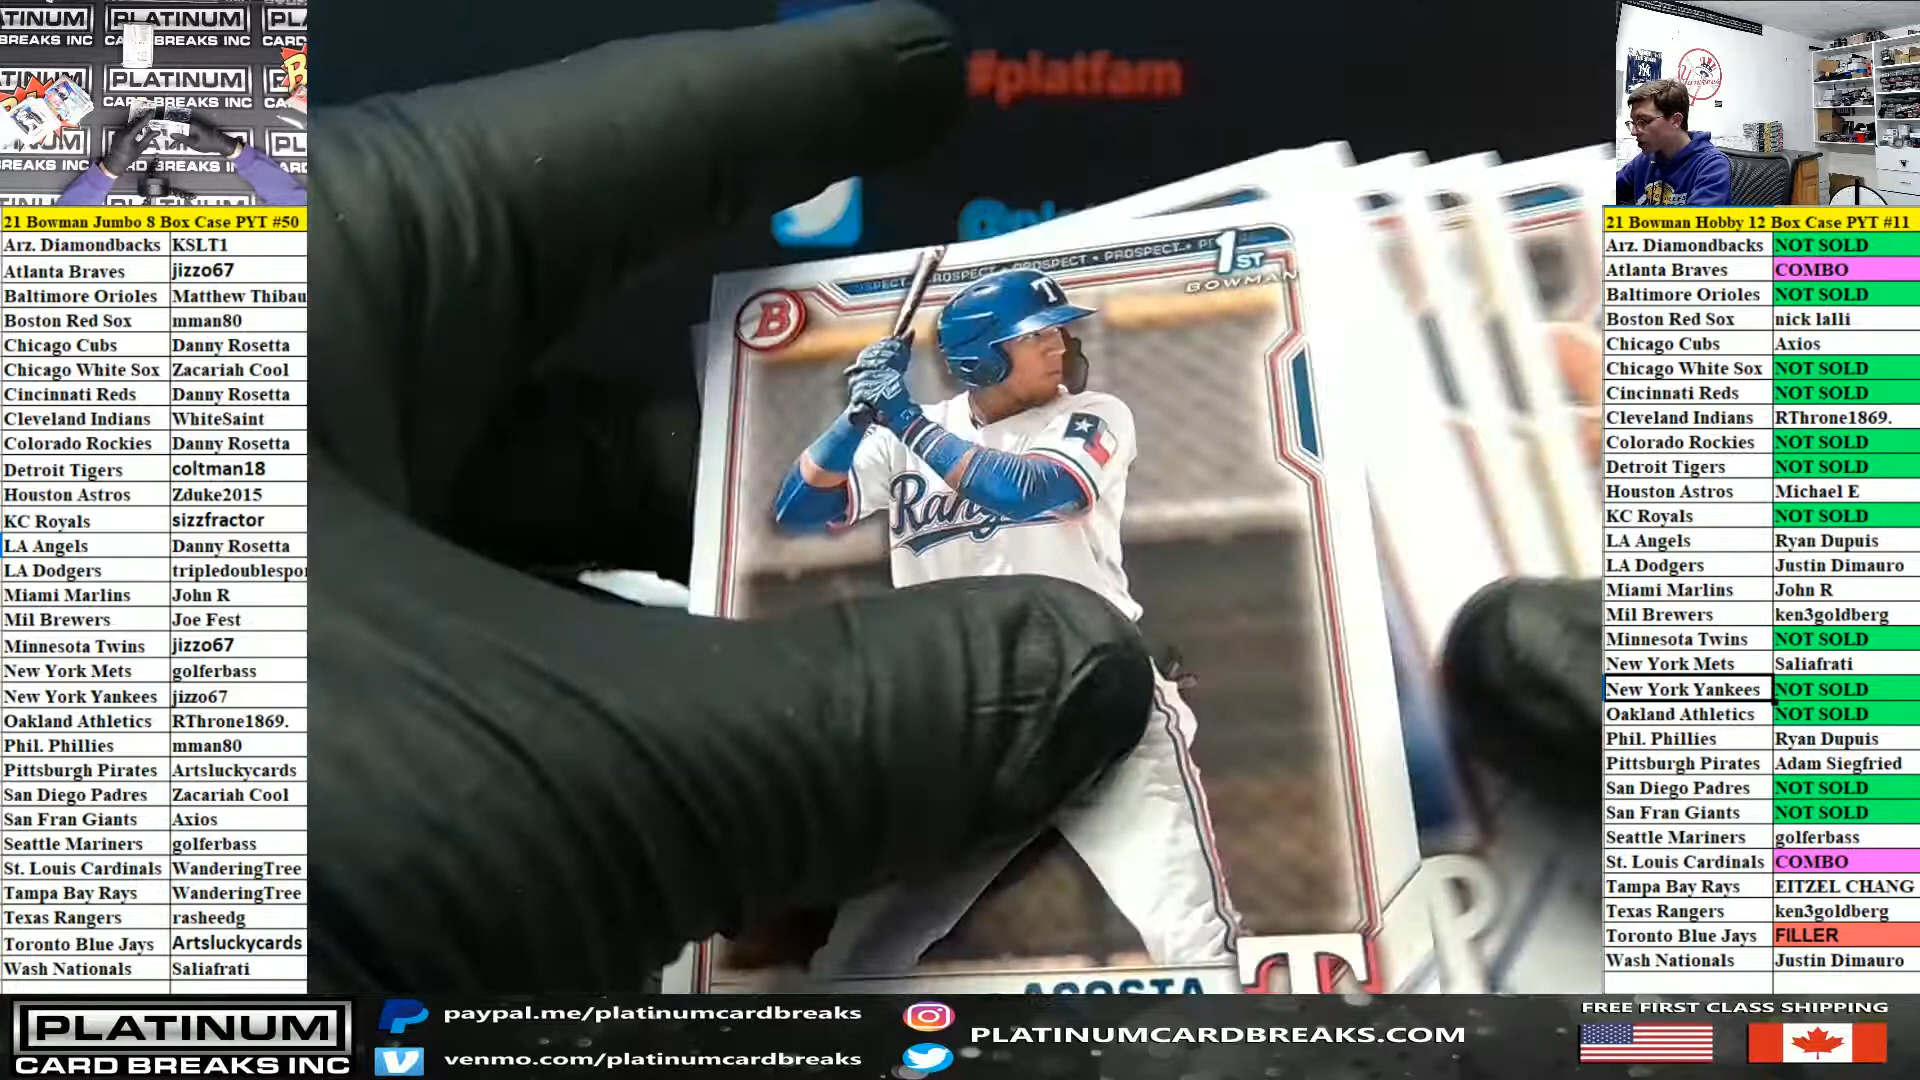 PLATINUM
CARD BREAKS INC
#platfam
21 Bowman Jumbo 8 Box Case PYT #50
Arz. Diamondbacks KSLT1
Atlanta Braves jizzo67
Baltimore Orioles Matthew Thibau
Boston Red Sox mman80
Chicago Cubs Danny Rosetta
Chicago White Sox Zacariah Cool
Cincinnati Reds Danny Rosetta
Cleveland Indians WhiteSaint
Colorado Rockies Danny Rosetta
Detroit Tigers coltman18
Houston Astros Zduke2015
KC Royals sizzfractor
LA Angels Danny Rosetta
LA Dodgers tripledoublespor
Miami Marlins John R
Mil Brewers Joe Fest
Minnesota Twins jizzo67
New York Mets golferbass
New York Yankees jizzo67
Oakland Athletics RThrone1869.
Phil. Phillies mman80
Pittsburgh Pirates Artsluckycards
San Diego Padres Zacariah Cool
San Fran Giants Axios
Seattle Mariners golferbass
St. Louis Cardinals WanderingTree
Tampa Bay Rays WanderingTree
Texas Rangers rasheedg
Toronto Blue Jays Artsluckycards
Wash Nationals Saliafrati
PROSPECT • PROSPECT
1ST
BOWMAN
B
T
Rang
ACOSTA
T
Yankees
21 Bowman Hobby 12 Box Case PYT #11
Arz. Diamondbacks NOT SOLD
Atlanta Braves COMBO
Baltimore Orioles NOT SOLD
Boston Red Sox nick lalli
Chicago Cubs Axios
Chicago White Sox NOT SOLD
Cincinnati Reds NOT SOLD
Cleveland Indians RThrone1869.
Colorado Rockies NOT SOLD
Detroit Tigers NOT SOLD
Houston Astros Michael E
KC Royals NOT SOLD
LA Angels Ryan Dupuis
LA Dodgers Justin Dimauro
Miami Marlins John R
Mil Brewers ken3goldberg
Minnesota Twins NOT SOLD
New York Mets Saliafrati
New York Yankees NOT SOLD
Oakland Athletics NOT SOLD
Phil. Phillies Ryan Dupuis
Pittsburgh Pirates Adam Siegfried
San Diego Padres NOT SOLD
San Fran Giants NOT SOLD
Seattle Mariners golferbass
St. Louis Cardinals COMBO
Tampa Bay Rays EITZEL CHANG
Texas Rangers ken3goldberg
Toronto Blue Jays FILLER
Wash Nationals Justin Dimauro
PLATINUM
CARD BREAKS INC
paypal.me/platinumcardbreaks
venmo.com/platinumcardbreaks
PLATINUMCARDBREAKS.COM
FREE FIRST CLASS SHIPPING